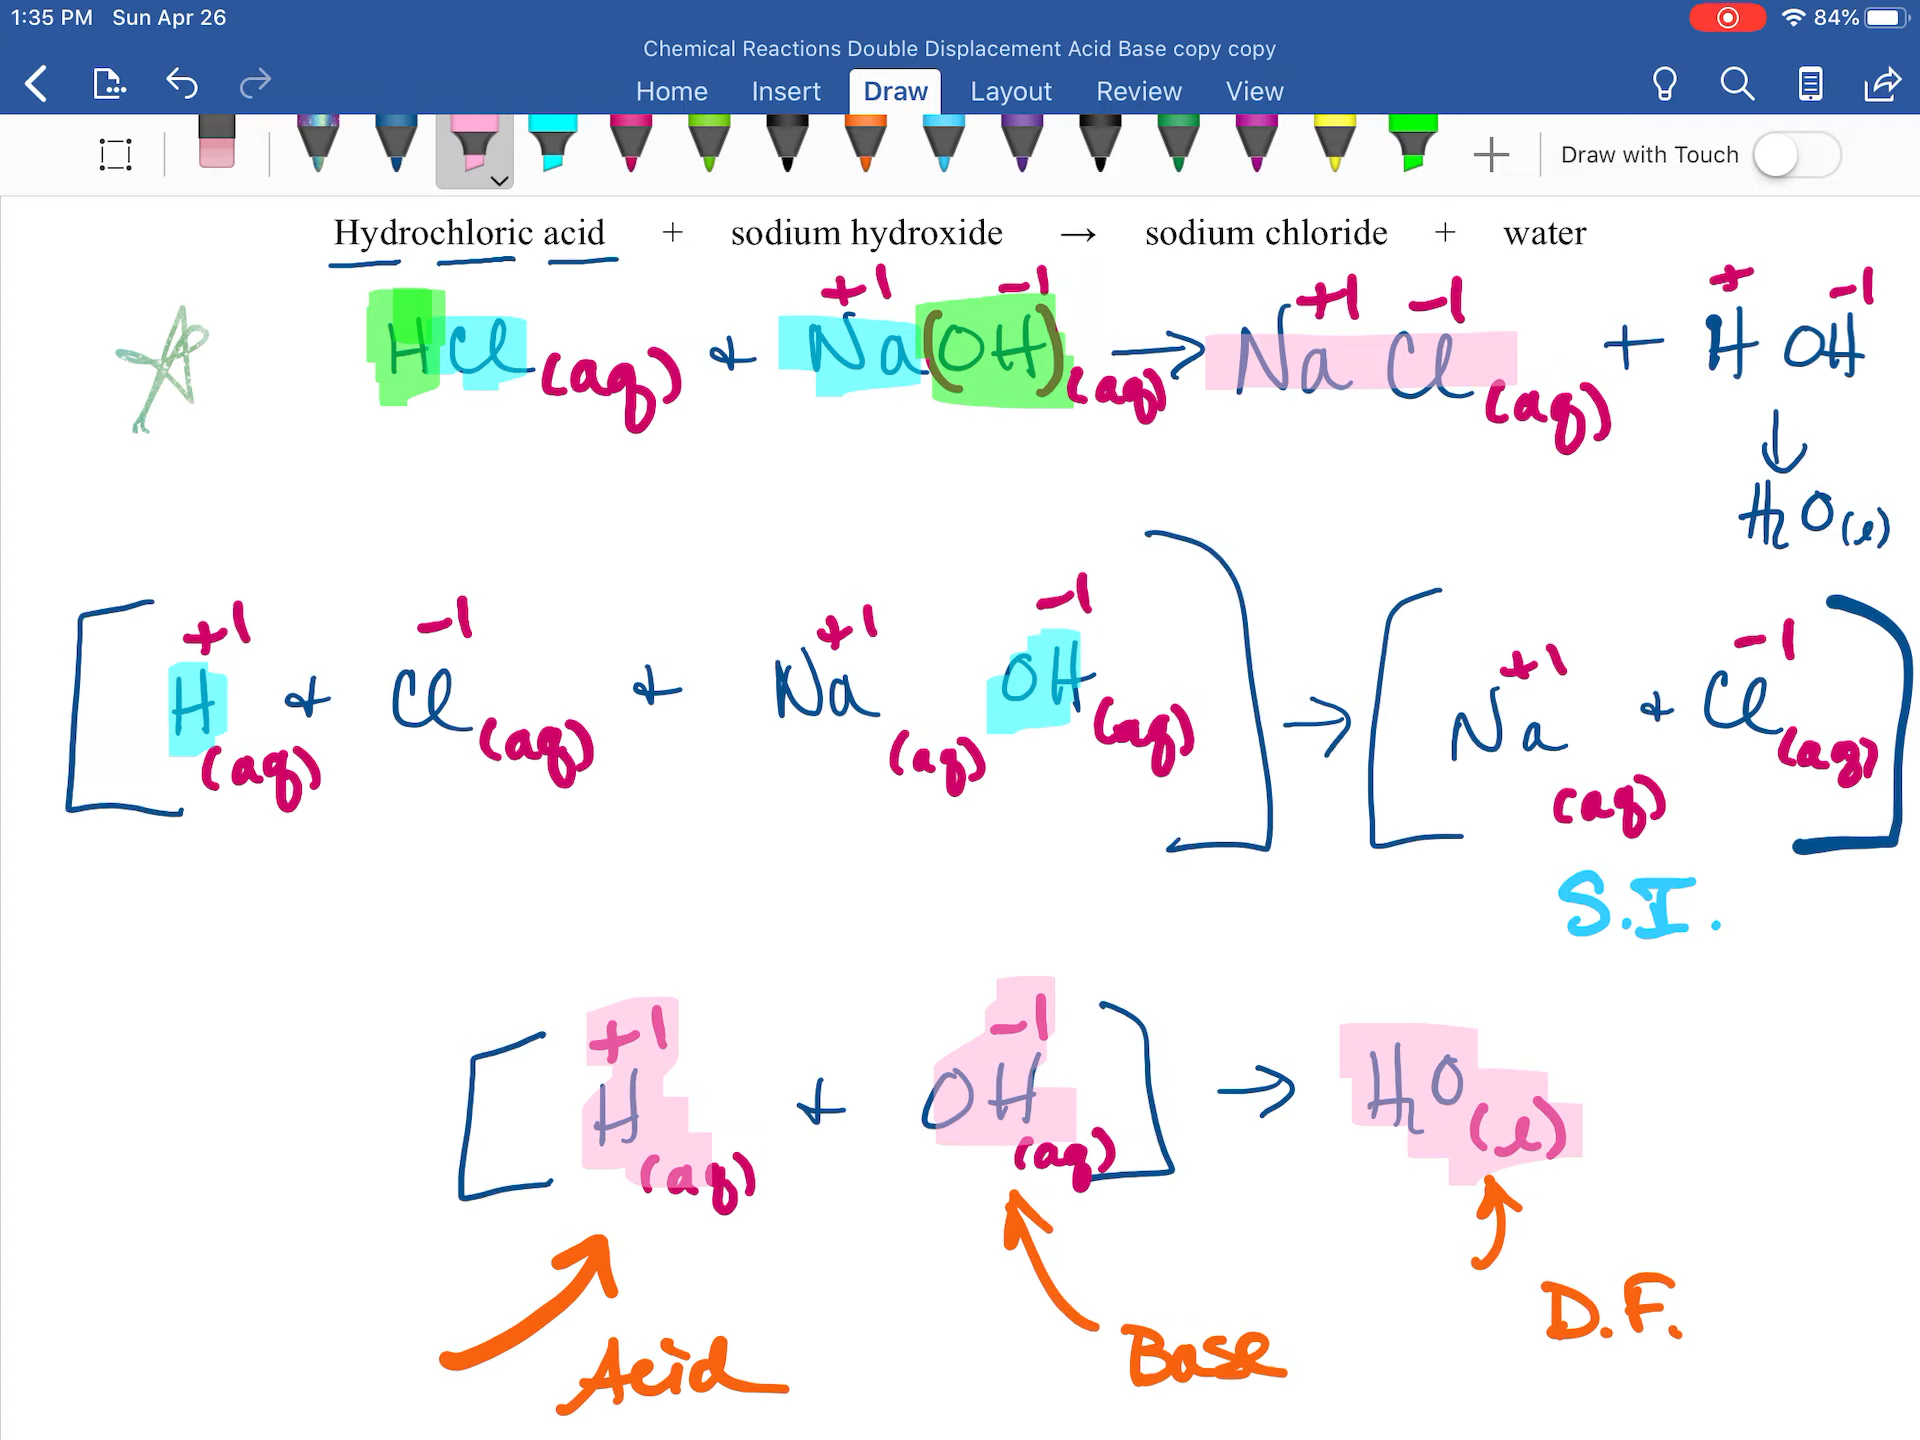 1:35 PM Sun Apr 26 84%
Chemical Reactions Double Displacement Acid Base copy copy
Home Insert Draw Layout Review View
Draw with Touch
Hydrochloric acid + sodium hydroxide → sodium chloride + water
+1 -1 +1 -1 + -1
HCl(aq) + Na(OH)(aq) → NaCl(aq) + H OH
↓
H2O(l)
+1 -1 +1 -1 +1 -1
[H(aq) + Cl(aq) + Na(aq) OH(aq)] → [Na(aq) + Cl(aq)]
S.I.
+1 -1
[H(aq) + OH(aq)] → H2O(l)
Acid Base D.F.